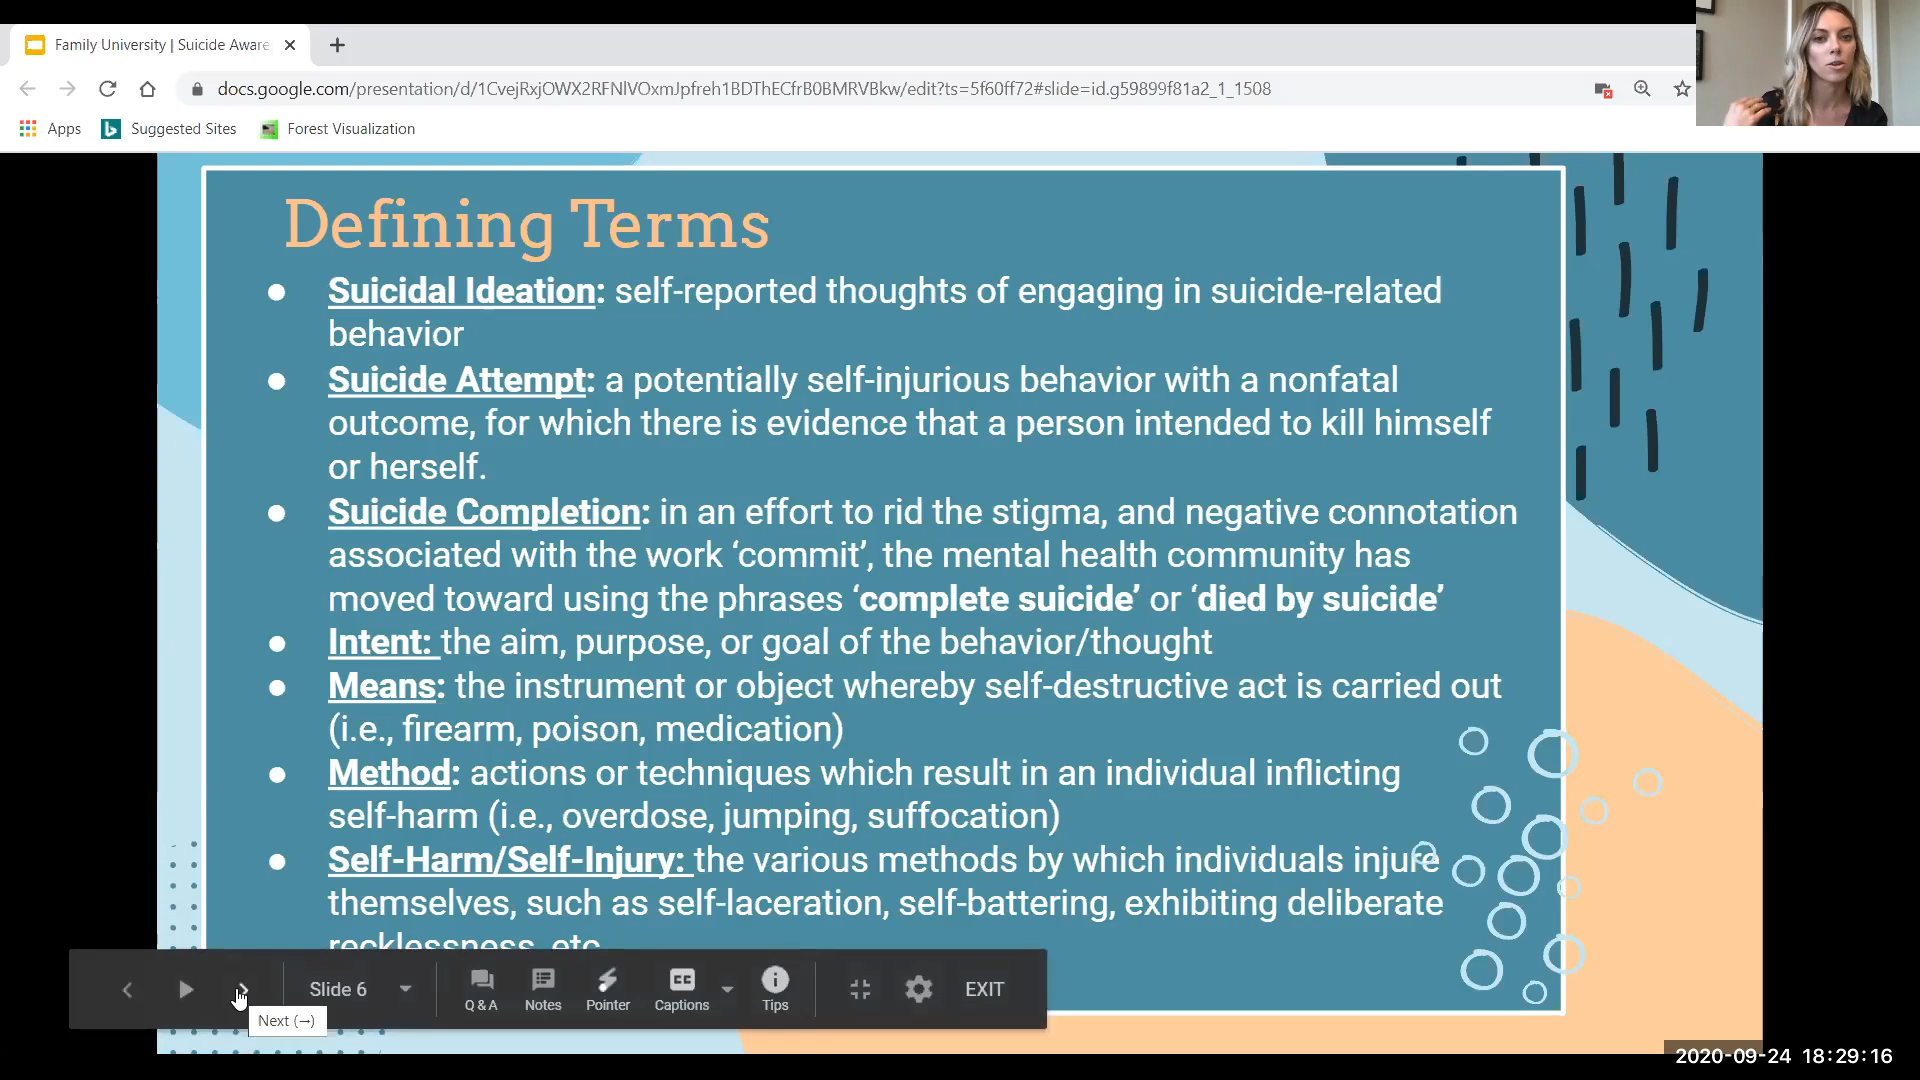 Family University | Suicide Aware
docs.google.com/presentation/d/1CvejRxjOWX2RFNlVOxmJpfreh1BDThECfrB0BMRVBkw/edit?ts=5f60ff72#slide=id.g59899f81a2_1_1508
Apps Suggested Sites Forest Visualization
Defining Terms
● Suicidal Ideation: self-reported thoughts of engaging in suicide-related
behavior
● Suicide Attempt: a potentially self-injurious behavior with a nonfatal
outcome, for which there is evidence that a person intended to kill himself
or herself.
● Suicide Completion: in an effort to rid the stigma, and negative connotation
associated with the work ‘commit’, the mental health community has
moved toward using the phrases ‘complete suicide’ or ‘died by suicide’
● Intent: the aim, purpose, or goal of the behavior/thought
● Means: the instrument or object whereby self-destructive act is carried out
(i.e., firearm, poison, medication)
● Method: actions or techniques which result in an individual inflicting
self-harm (i.e., overdose, jumping, suffocation)
● Self-Harm/Self-Injury: the various methods by which individuals injure
themselves, such as self-laceration, self-battering, exhibiting deliberate
recklessness, etc.
Slide 6 Q & A Notes Pointer CC Captions Tips EXIT
Next (→)
2020-09-24 18:29:16